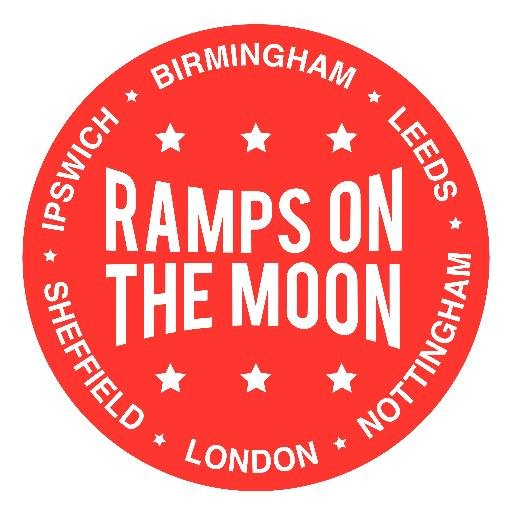 BIRMINGHAM
LEEDS
NOTTINGHAM
LONDON
SHEFFIELD
IPSWICH
RAMPS ON
THE MOON